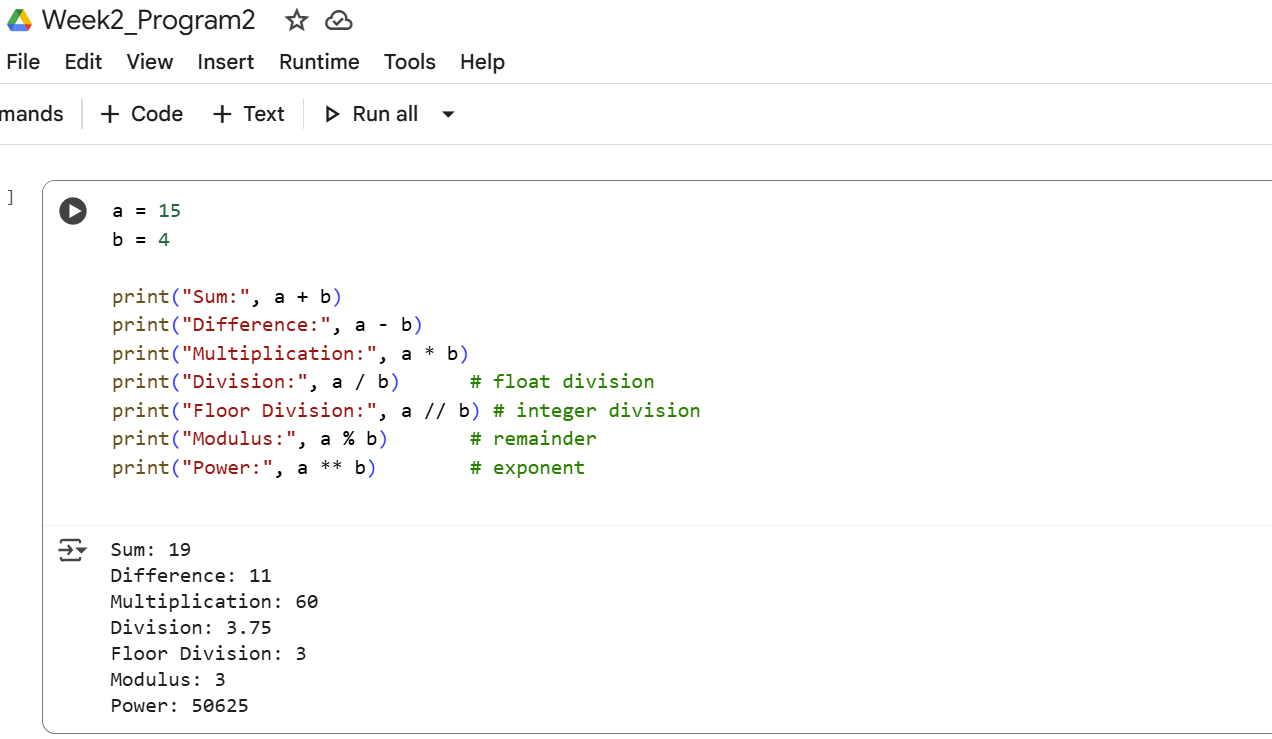 Week2_Program2
File Edit View Insert Runtime Tools Help
mands + Code + Text Run all
]
a = 15
b = 4
print("Sum:", a + b)
print("Difference:", a - b)
print("Multiplication:", a * b)
print("Division:", a / b)      # float division
print("Floor Division:", a // b) # integer division
print("Modulus:", a % b)       # remainder
print("Power:", a ** b)        # exponent
Sum: 19
Difference: 11
Multiplication: 60
Division: 3.75
Floor Division: 3
Modulus: 3
Power: 50625